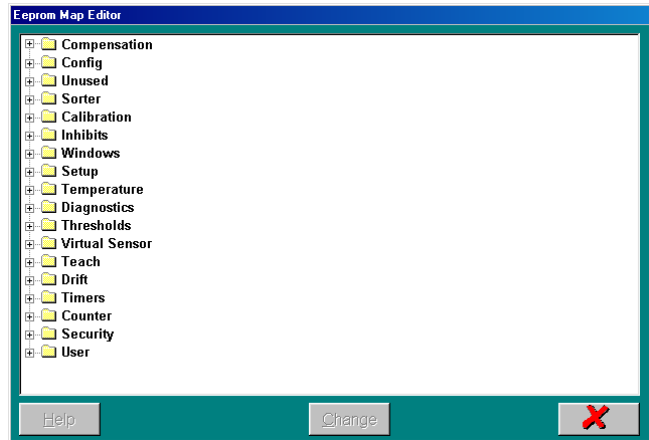 Eeprom Map Editor
Compensation
Config
Unused
Sorter
Calibration
Inhibits
Windows
Setup
Temperature
Diagnostics
Thresholds
Virtual Sensor
Teach
Drift
Timers
Counter
Security
User
Help
Change